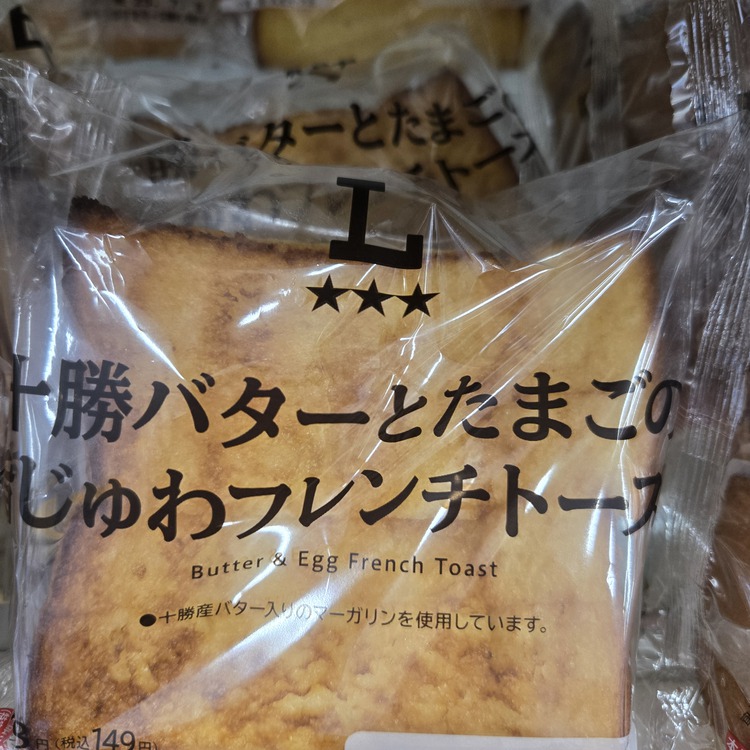 バターとたまご
L
★★★
十勝バターとたまごの
じゅわフレンチトース
Butter & Egg French Toast
●十勝産バター入りのマーガリンを使用しています。
8円(税込149円)